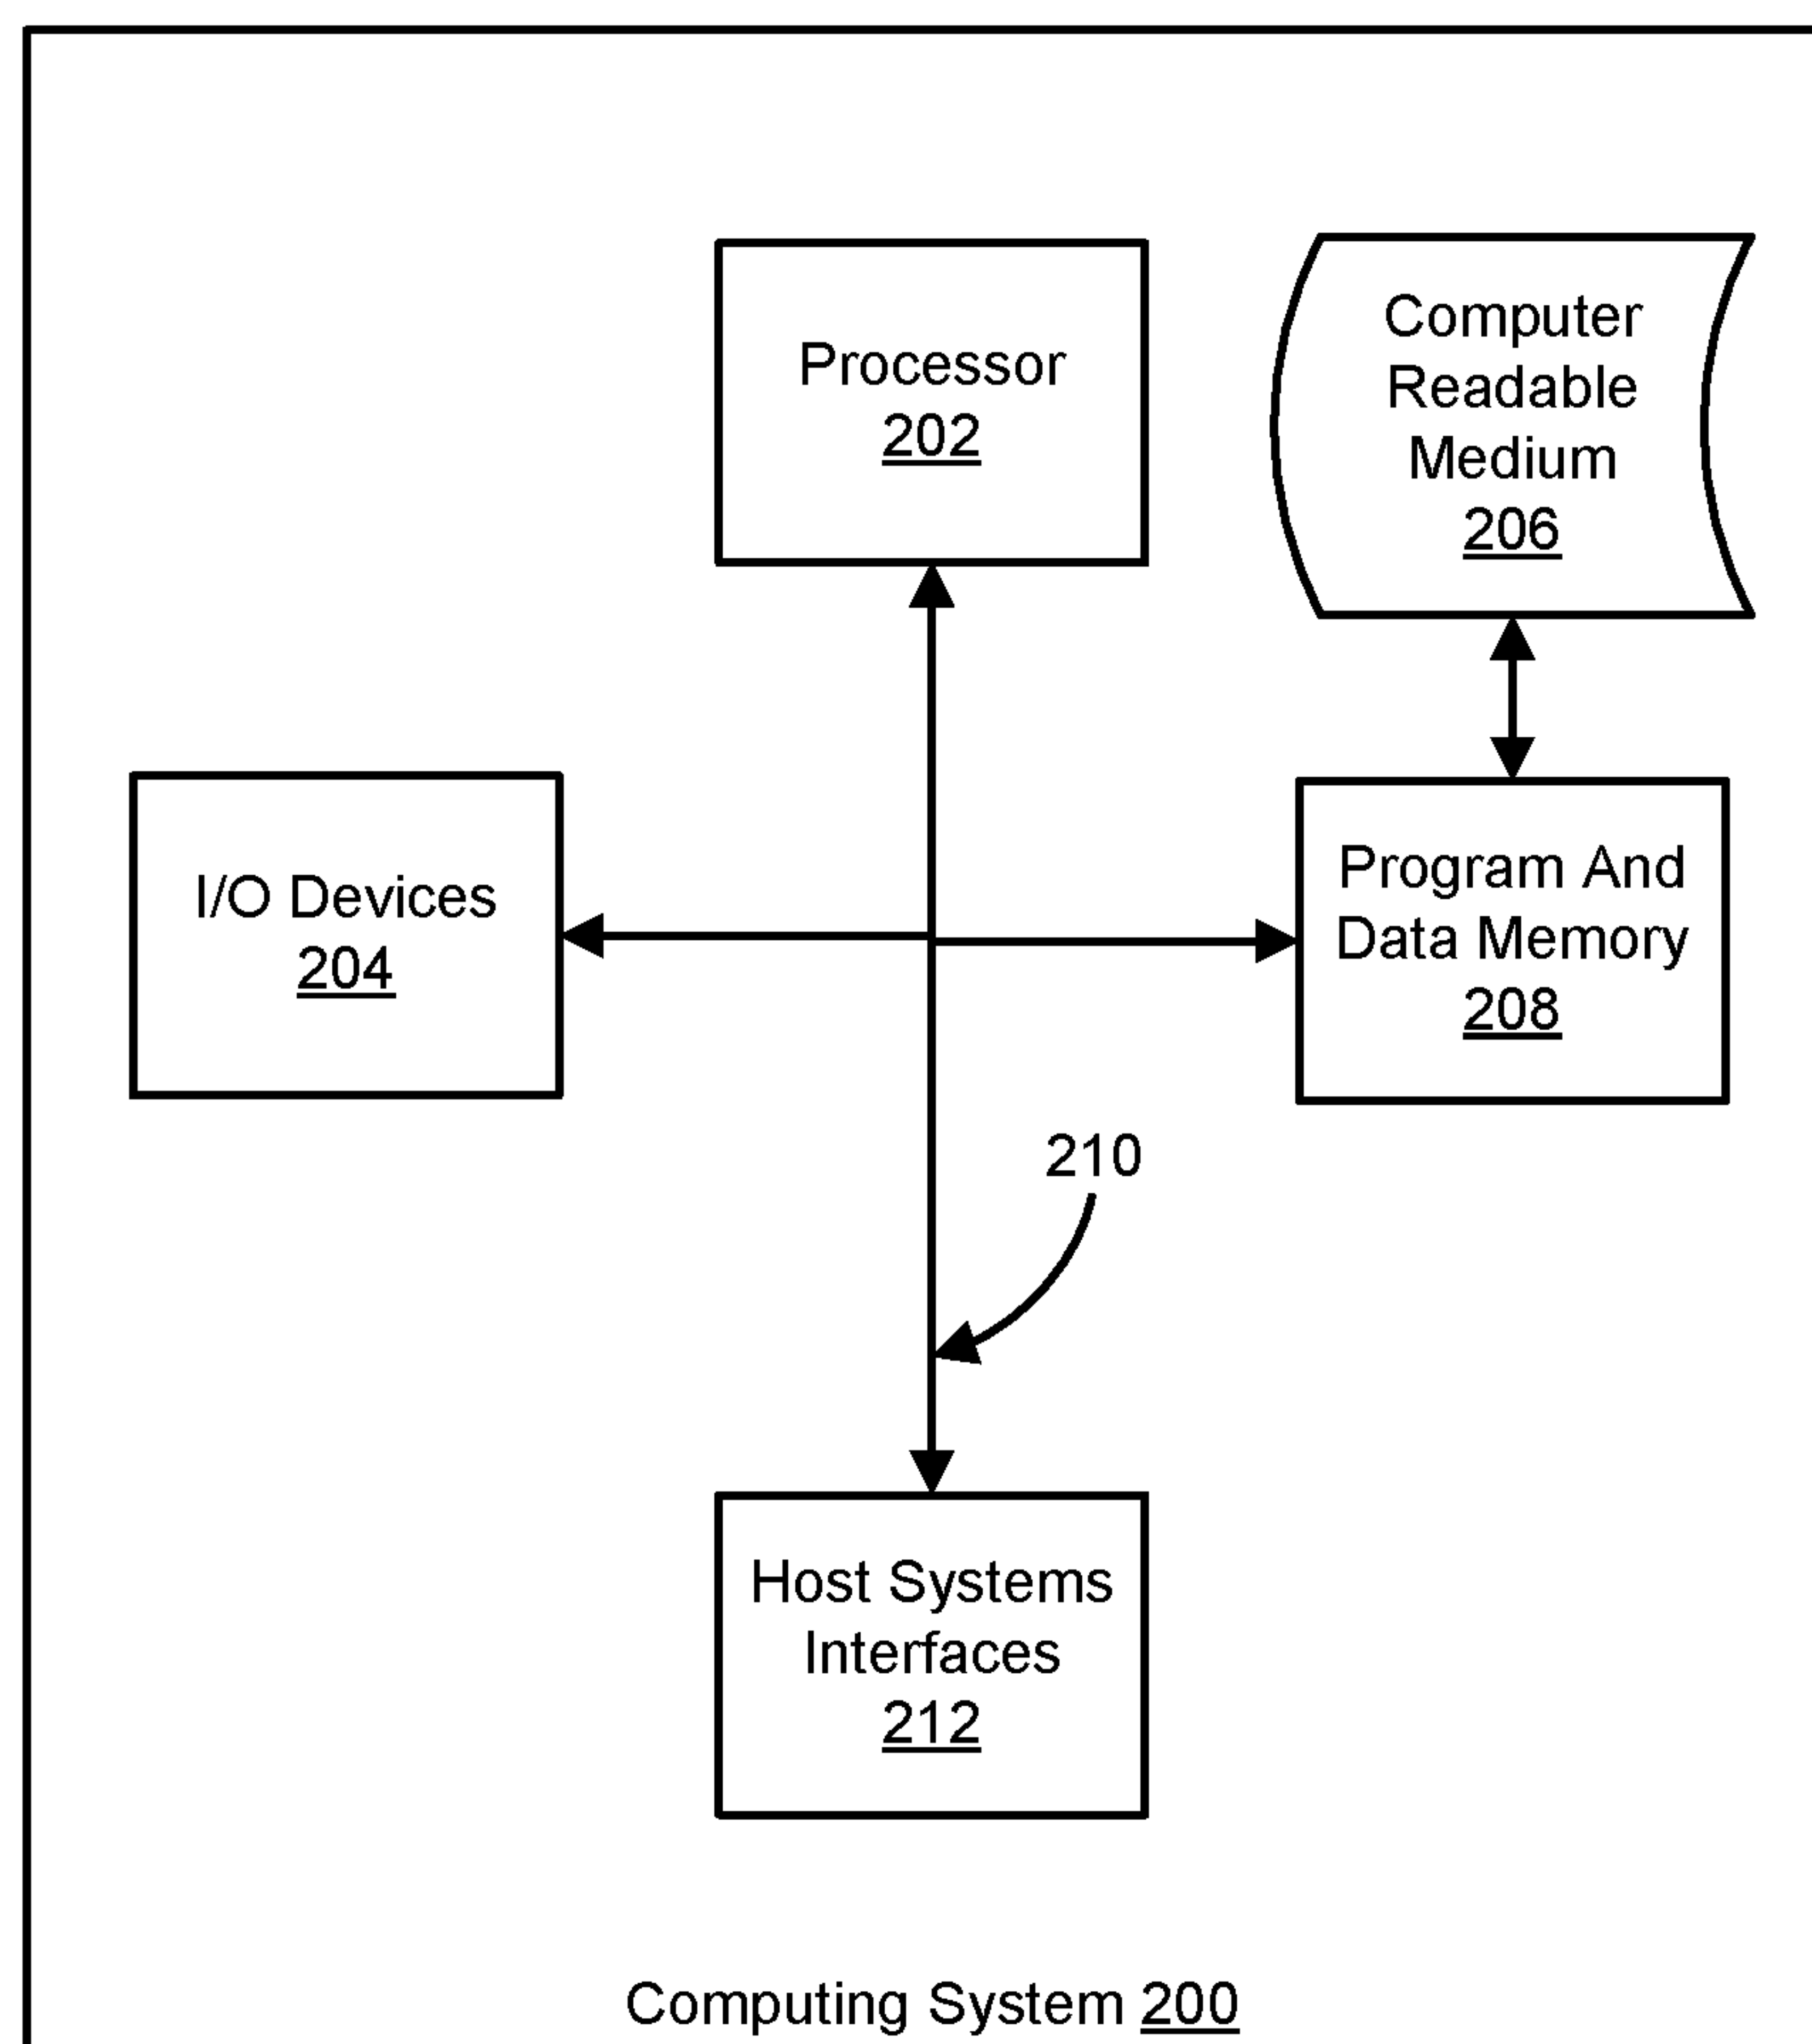 Processor
202
Computer
Readable
Medium
206
I/O Devices
204
Program And
Data Memory
208
210
Host Systems
Interfaces
212
Computing System 200